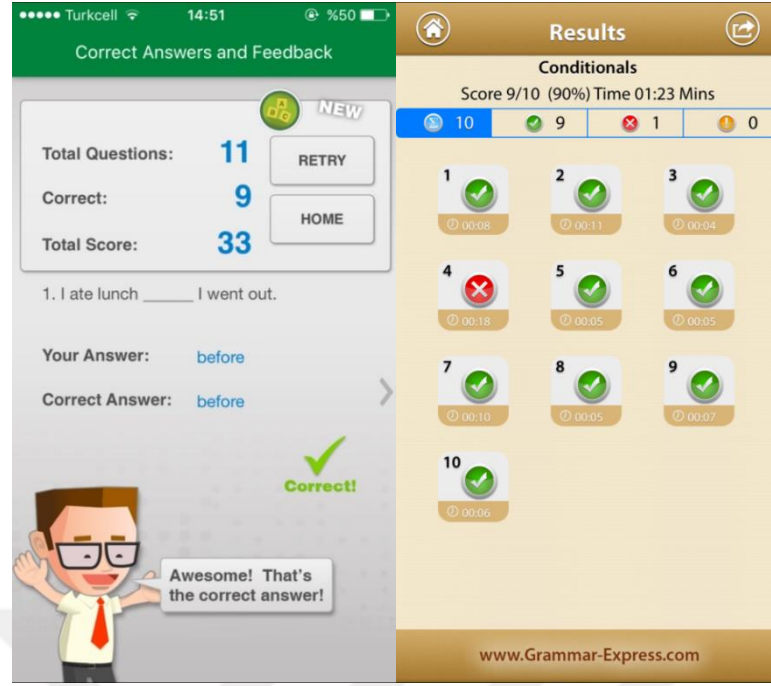 Turkcell 14:51 %50
Correct Answers and Feedback
NEW
Total Questions: 11
RETRY
Correct: 9
HOME
Total Score: 33
1. I ate lunch ______ I went out.
Your Answer: before
Correct Answer: before
Correct!
Awesome! That's
the correct answer!
Results
Conditionals
Score 9/10 (90%) Time 01:23 Mins
10 9 1 0
1 2 3
00:08 00:11 00:04
4 5 6
00:18 00:05 00:05
7 8 9
00:10 00:05 00:07
10
00:06
www.Grammar-Express.com